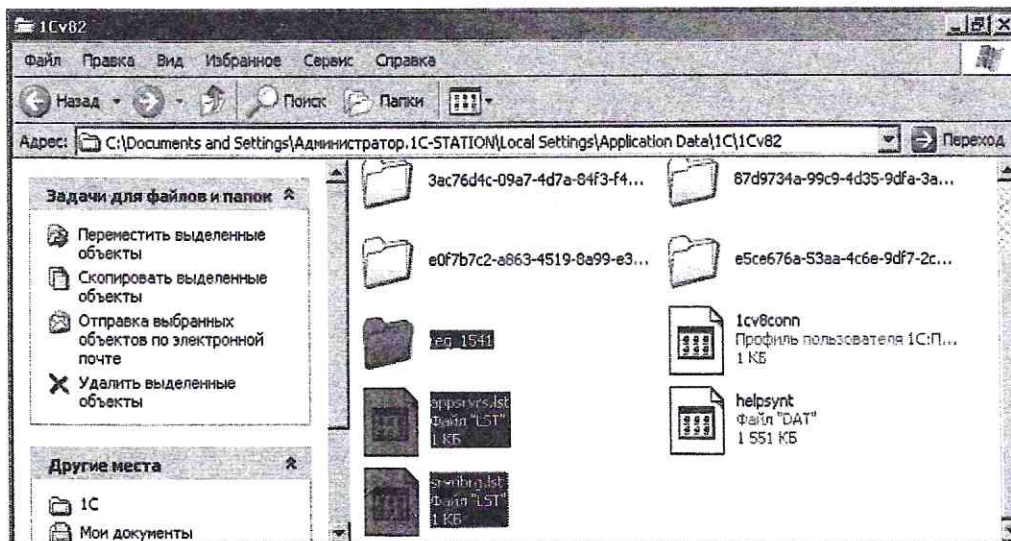 1Cv82
Файл Правка Вид Избранное Сервис Справка
Назад Поиск Папки
Адрес: C:\Documents and Settings\Администратор.1C-STATION\Local Settings\Application Data\1C\1Cv82 Переход
Задачи для файлов и папок
Переместить выделенные
объекты
Скопировать выделенные
объекты
Отправка выбранных
объектов по электронной
почте
Удалить выделенные
объекты
Другие места
1C
Мои документы
3ac76d4c-09a7-4d7a-84f3-f4...
87d9734a-99c9-4d35-9dfa-3a...
e0f7b7c2-a863-4519-8a99-e3...
e5ce676a-53aa-4c6e-9df7-2c...
reg_1541
1cv8conn
Профиль пользователя 1С:П...
1 КБ
appsrvrs.lst
Файл "LST"
1 КБ
helpsynt
Файл "DAT"
1 551 КБ
srvribrg.lst
Файл "LST"
1 КБ